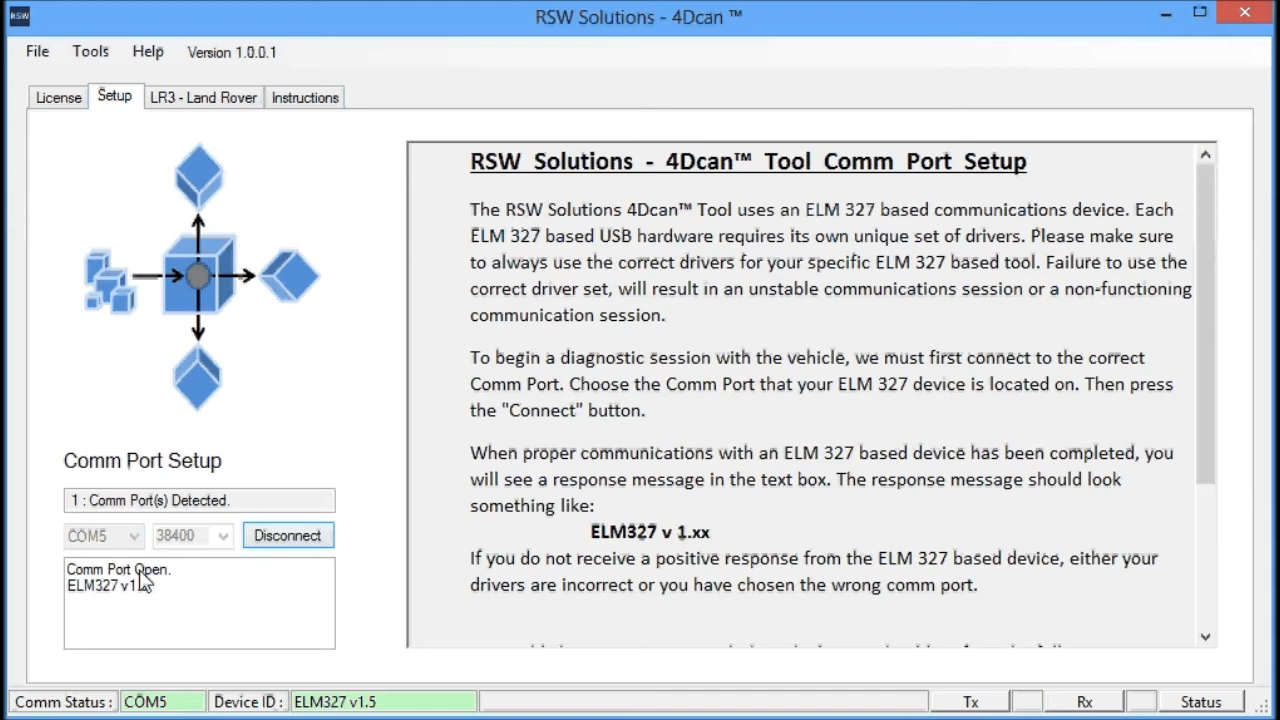 RSW
RSW Solutions - 4Dcan ™
File Tools Help Version 1.0.0.1
License Setup LR3 - Land Rover Instructions
RSW Solutions - 4Dcan™ Tool Comm Port Setup
The RSW Solutions 4Dcan™ Tool uses an ELM 327 based communications device. Each
ELM 327 based USB hardware requires its own unique set of drivers. Please make sure
to always use the correct drivers for your specific ELM 327 based tool. Failure to use the
correct driver set, will result in an unstable communications session or a non-functioning
communication session.
To begin a diagnostic session with the vehicle, we must first connect to the correct
Comm Port. Choose the Comm Port that your ELM 327 device is located on. Then press
the "Connect" button.
When proper communications with an ELM 327 based device has been completed, you
will see a response message in the text box. The response message should look
something like:
ELM327 v 1.xx
If you do not receive a positive response from the ELM 327 based device, either your
drivers are incorrect or you have chosen the wrong comm port.
Comm Port Setup
1 : Comm Port(s) Detected.
COM5 38400 Disconnect
Comm Port Open.
ELM327 v1.
Comm Status : COM5 Device ID : ELM327 v1.5 Tx Rx Status